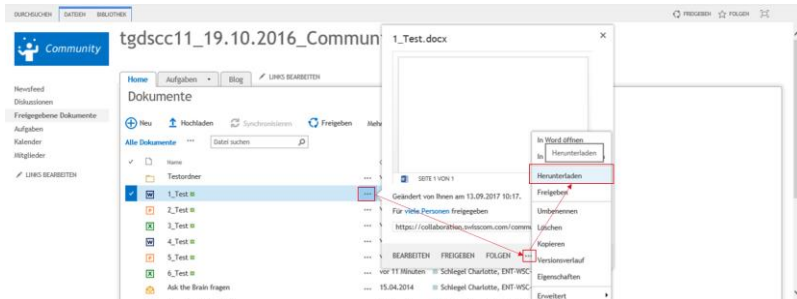 DURCHSUCHEN DATEIEN BIBLIOTHEK
FREIGEBEN FOLGEN
Community
tgdscc11_19.10.2016_Commun
Home Aufgaben Blog LINKS BEARBEITEN
Newsfeed
Diskussionen
Freigegebene Dokumente
Aufgaben
Kalender
Mitglieder
LINKS BEARBEITEN
Dokumente
Neu Hochladen Synchronisieren Freigeben Mehr
Alle Dokumente ... Datei suchen
Name
Testordner ...
1_Test ...
2_Test ...
3_Test ...
4_Test ...
5_Test ...
6_Test ... vor 11 Minuten Schlegel Charlotte, ENT-WSC-
Ask the Brain fragen ... 15.04.2014 Schlegel Charlotte, ENT-WSC-
1_Test.docx
SEITE 1 VON 1
Geändert von Ihnen am 13.09.2017 10:17.
Für viele Personen freigegeben
https://collaboration.swisscom.com/commu
BEARBEITEN FREIGEBEN FOLGEN ...
In Word öffnen
In
Herunterladen
Herunterladen
Freigeben
Umbenennen
Löschen
Kopieren
Versionsverlauf
Eigenschaften
Erweitert